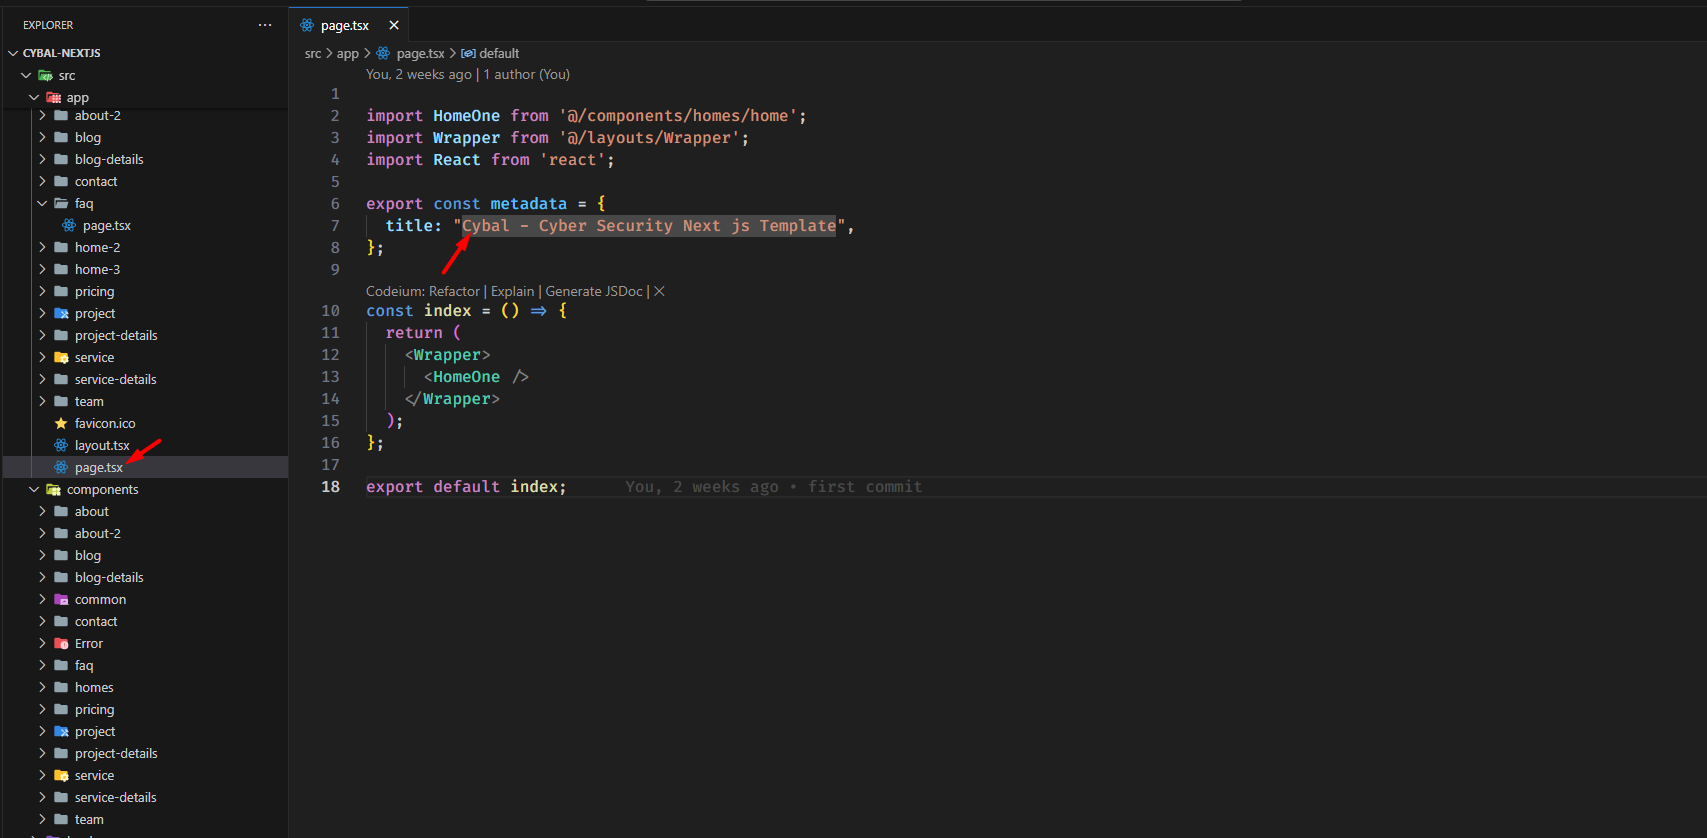 EXPLORER
CYBAL-NEXTJS
src
app
about-2
blog
blog-details
contact
faq
page.tsx
home-2
home-3
pricing
project
project-details
service
service-details
team
favicon.ico
layout.tsx
page.tsx
components
about
about-2
blog
blog-details
common
contact
Error
faq
homes
pricing
project
project-details
service
service-details
team
page.tsx
src > app > page.tsx > default
You, 2 weeks ago | 1 author (You)
1
2 import HomeOne from '@/components/homes/home';
3 import Wrapper from '@/layouts/Wrapper';
4 import React from 'react';
5
6 export const metadata = {
7 title: "Cybal - Cyber Security Next js Template",
8 };
9
Codeium: Refactor | Explain | Generate JSDoc | ×
10 const index = () => {
11 return (
12 <Wrapper>
13 <HomeOne />
14 </Wrapper>
15 );
16 };
17
18 export default index; You, 2 weeks ago • first commit